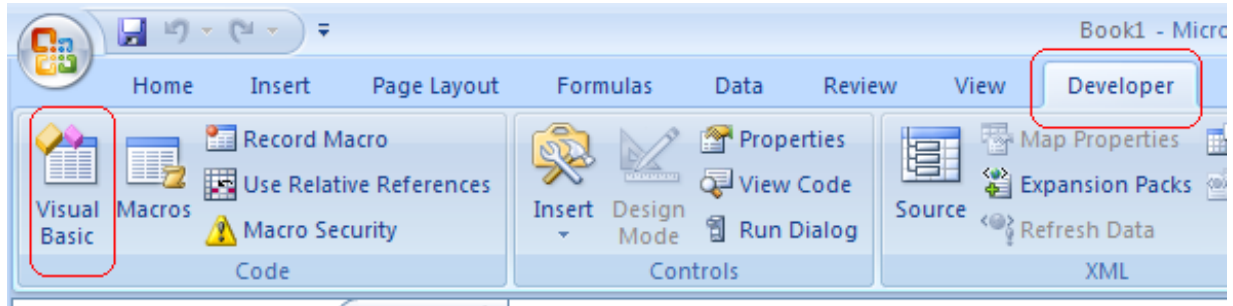 Book1 - Micro
Home Insert Page Layout Formulas Data Review View Developer
Visual Basic
Macros
Record Macro
Use Relative References
Macro Security
Code
Insert
Design Mode
Properties
View Code
Run Dialog
Controls
Source
Map Properties
Expansion Packs
Refresh Data
XML